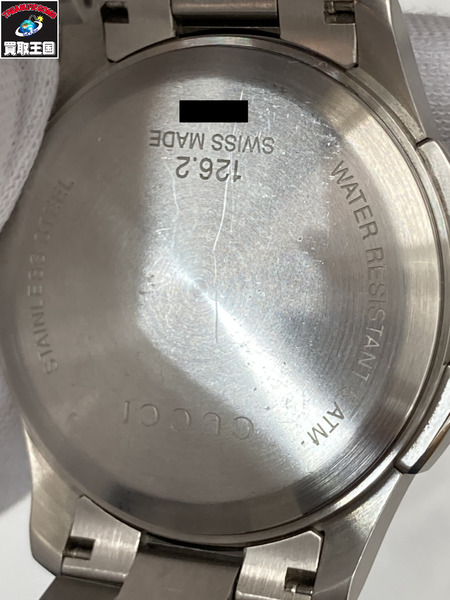 買取王国
126.2
SWISS MADE
STAINLESS STEEL
WATER RESISTANT
ATM
GUCCI